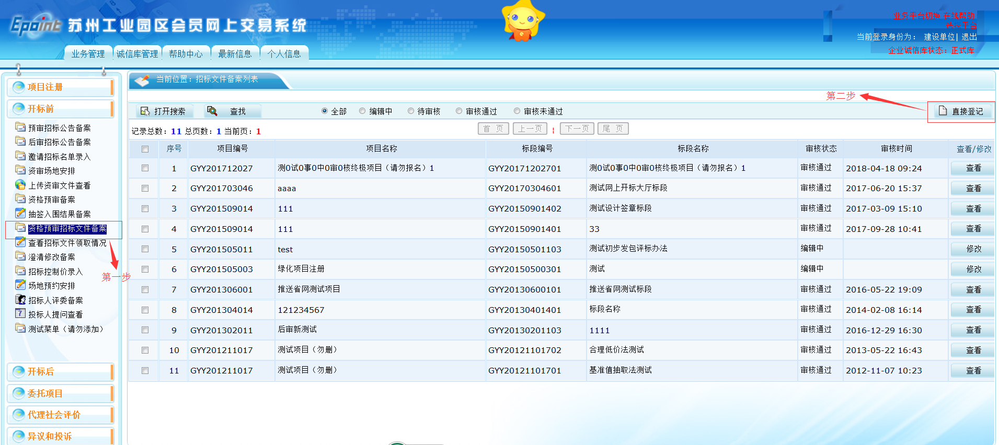 Epoint 苏州工业园区会员网上交易系统
业务平台切换 在线帮助
当前登录身份为： 建设单位| 退出
企业诚信库状态：正式库
业务管理 诚信库管理 帮助中心 最新信息 个人信息
项目注册
开标前
预审招标公告备案
后审招标公告备案
邀请招标名单录入
资审场地安排
上传资审文件查看
资格预审备案
抽签入围结果备案
资格预审招标文件备案
查看招标文件领取情况
澄清修改备案
第一步
招标控制价录入
场地预约安排
招标人评委备案
投标人提问查看
测试菜单（请勿添加）
开标后
委托项目
代理社会评价
异议和投诉
当前位置：招标文件备案列表
第二步
打开搜索 查找 全部 编辑中 待审核 审核通过 审核未通过 直接登记
记录总数：11 总页数：1 当前页：1 首 页 上一页 下一页 尾 页
序号 项目编号 项目名称 标段编号 标段名称 审核状态 审核时间 查看/修改
1 GYY201712027 测0试0事0中0审0核终极项目（请勿报名）1 GYY20171202701 测0试0事0中0审0核终极项目（请勿报名）1 审核通过 2018-04-18 09:24 查看
2 GYY201703046 aaaa GYY20170304601 测试网上开标大厅标段 审核通过 2017-06-20 15:37 查看
3 GYY201509014 111 GYY20150901402 测试设计签章标段 审核通过 2017-03-09 15:10 查看
4 GYY201509014 111 GYY20150901401 33 审核通过 2017-09-28 10:41 查看
5 GYY201505011 test GYY20150501103 测试初步发包评标办法 编辑中 修改
6 GYY201505003 绿化项目注册 GYY20150500301 测试 编辑中 修改
7 GYY201306001 推送省网测试项目 GYY20130600101 推送省网测试标段 审核通过 2016-05-22 19:09 查看
8 GYY201304014 121234567 GYY20130401401 标段名称 审核通过 2014-02-08 16:14 查看
9 GYY201302011 后审新测试 GYY20130201103 1111 审核通过 2016-12-29 16:30 查看
10 GYY201211017 测试项目（勿删） GYY20121101702 合理低价法测试 审核通过 2013-05-22 16:43 查看
11 GYY201211017 测试项目（勿删） GYY20121101701 基准值抽取法测试 审核通过 2012-11-07 10:23 查看